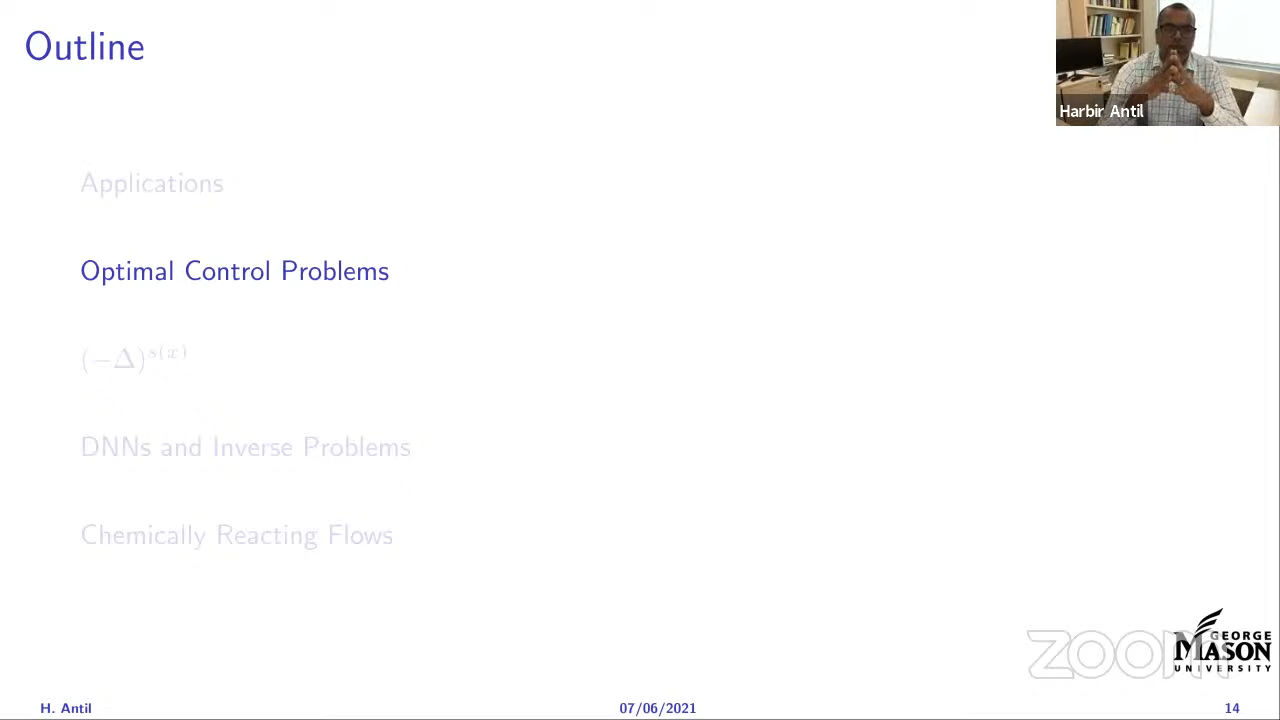 Outline
Harbir Antil
Applications
Optimal Control Problems
(−Δ)^{s(x)}
DNNs and Inverse Problems
Chemically Reacting Flows
ZOOM
GEORGE
MASON
UNIVERSITY
H. Antil
07/06/2021
14